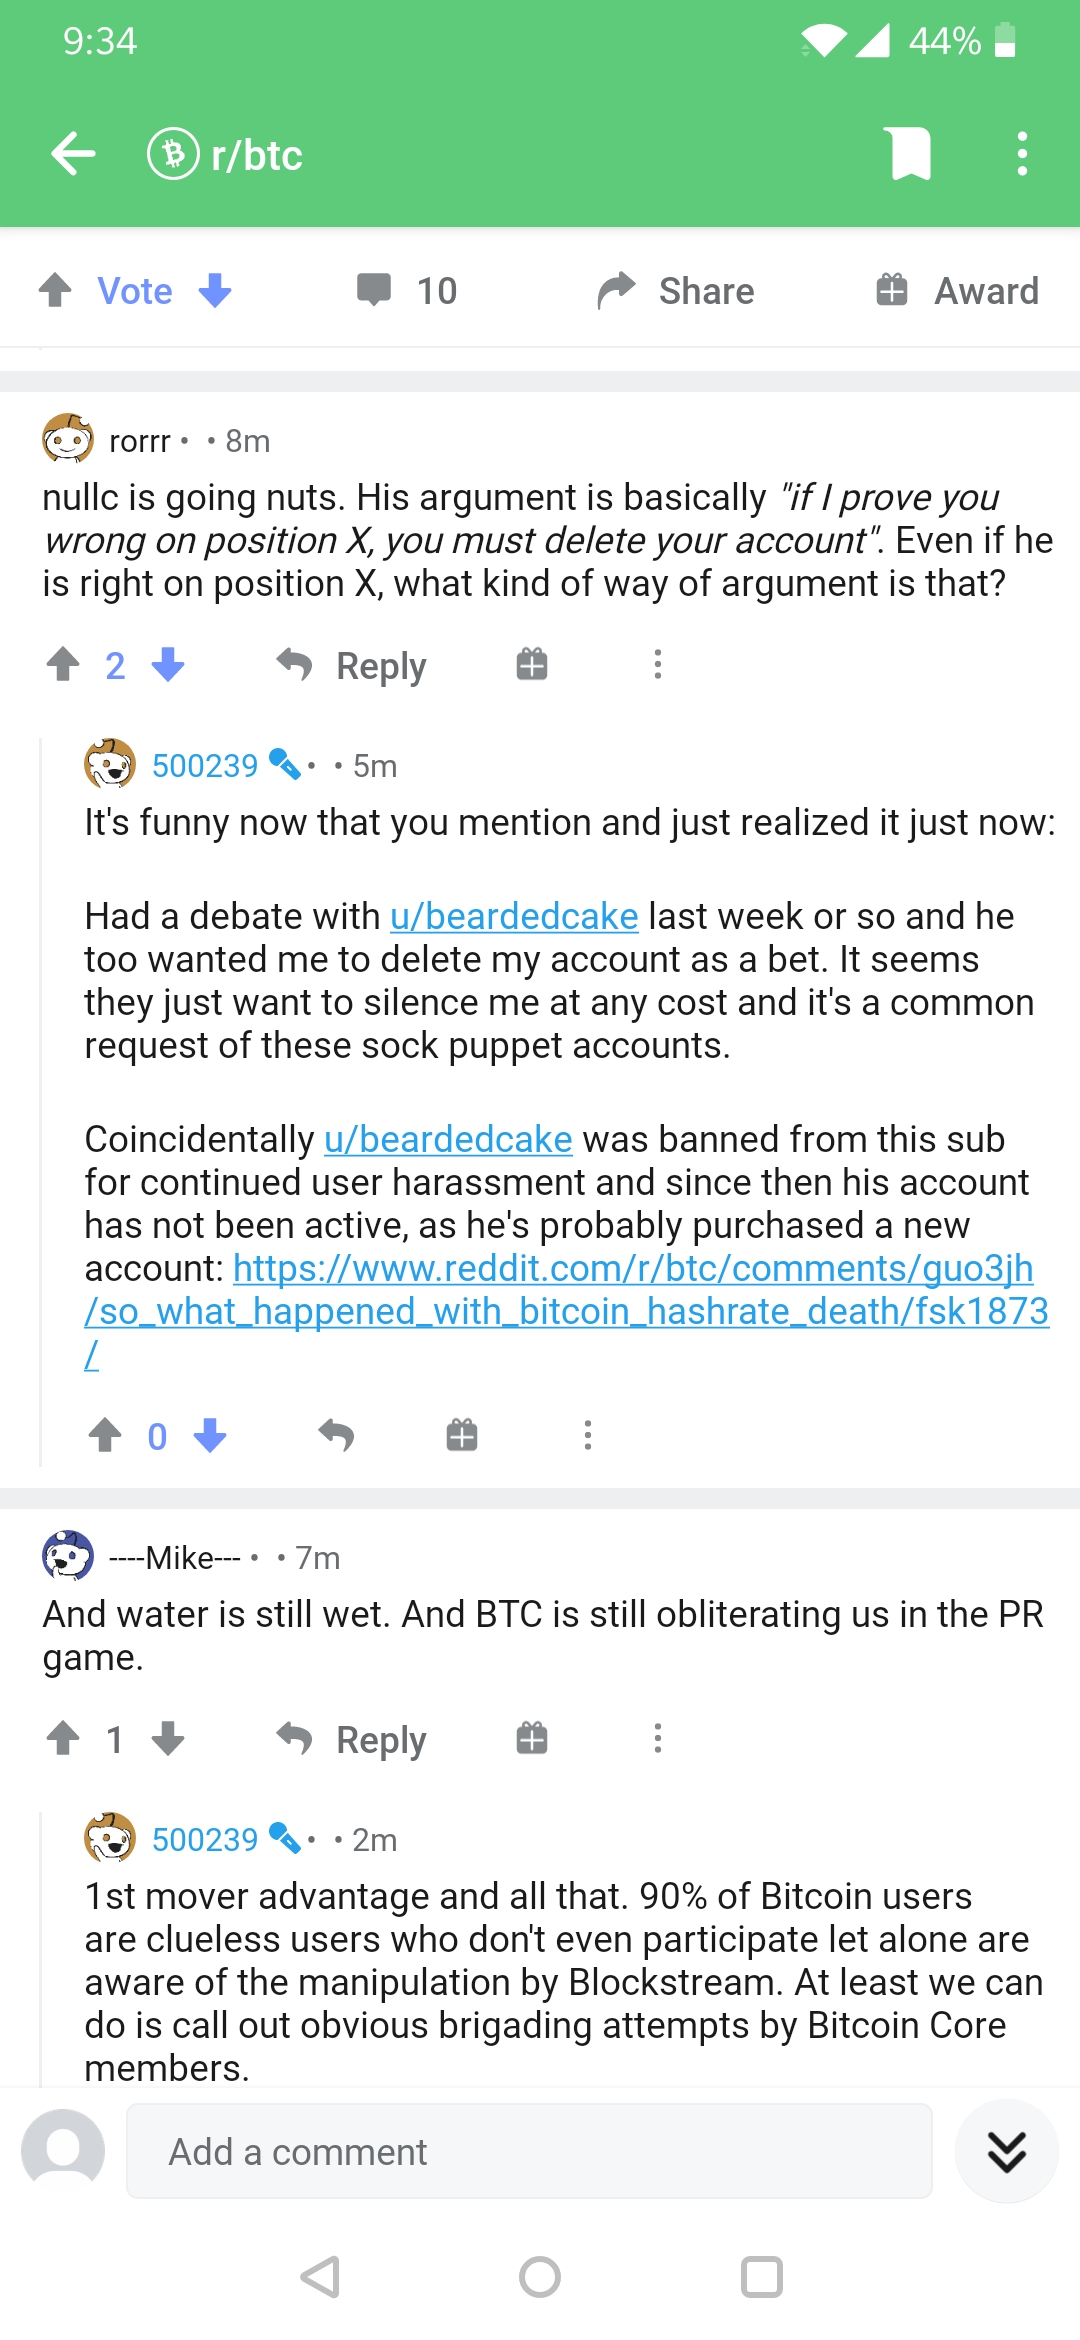 9:34
44%
r/btc
Vote
10
Share
Award
rorrr • • 8m
nullc is going nuts. His argument is basically "if I prove you
wrong on position X, you must delete your account". Even if he
is right on position X, what kind of way of argument is that?
2
Reply
500239 • • 5m
It's funny now that you mention and just realized it just now:
Had a debate with u/beardedcake last week or so and he
too wanted me to delete my account as a bet. It seems
they just want to silence me at any cost and it's a common
request of these sock puppet accounts.
Coincidentally u/beardedcake was banned from this sub
for continued user harassment and since then his account
has not been active, as he's probably purchased a new
account: https://www.reddit.com/r/btc/comments/guo3jh
/so_what_happened_with_bitcoin_hashrate_death/fsk1873
/
0
----Mike--- • • 7m
And water is still wet. And BTC is still obliterating us in the PR
game.
1
Reply
500239 • • 2m
1st mover advantage and all that. 90% of Bitcoin users
are clueless users who don't even participate let alone are
aware of the manipulation by Blockstream. At least we can
do is call out obvious brigading attempts by Bitcoin Core
members.
Add a comment